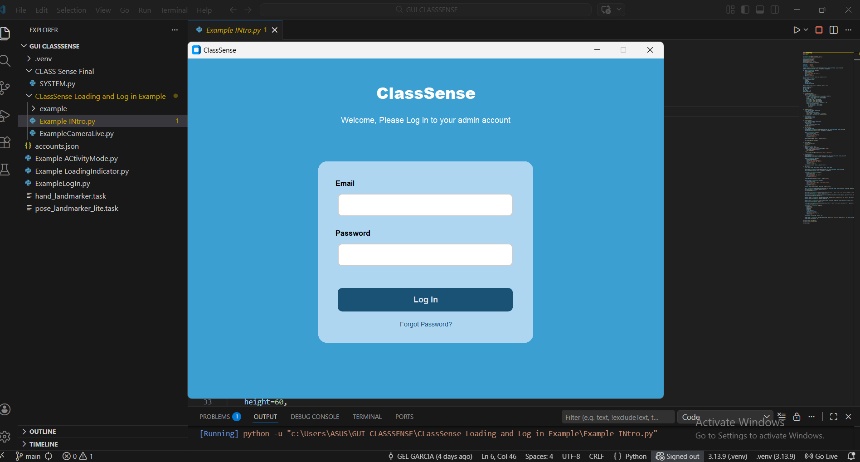 File Edit Selection View Go Run Terminal Help
GUI CLASSSENSE
EXPLORER
Example INtro.py 1
GUI CLASSSENSE
.venv
CLASS Sense Final
SYSTEM.py
CLassSense Loading and Log in Example
example
Example INtro.py 1
ExampleCameraLive.py
accounts.json
Example ACtivityMode.py
Example LoadingIndicator.py
ExampleLogIn.py
hand_landmarker.task
pose_landmarker_lite.task
OUTLINE
TIMELINE
ClassSense
ClassSense
Welcome, Please Log In to your admin account
Email
Password
Log In
Forgot Password?
33 height=60,
PROBLEMS 1 OUTPUT DEBUG CONSOLE TERMINAL PORTS
Filter (e.g. text, !excludeText, t...
Code
[Running] python -u "c:\Users\ASUS\GUI CLASSSENSE\CLassSense Loading and Log in Example\Example INtro.py"
Activate Windows
Go to Settings to activate Windows.
main 0 1 GEL GARCIA (4 days ago) Ln 6, Col 46 Spaces: 4 UTF-8 CRLF { } Python Signed out 3.13.9 (.venv) .venv (3.13.9) Go Live